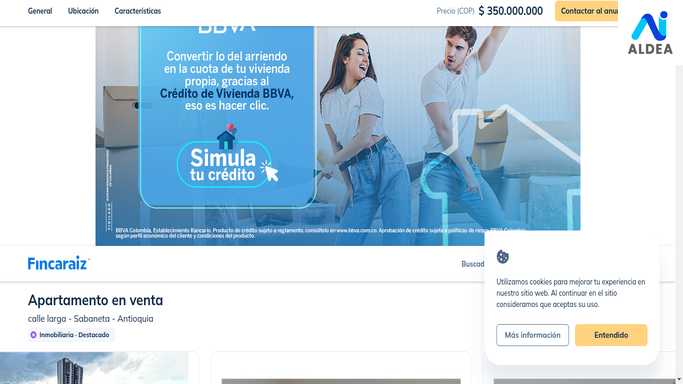 General Ubicación Características Precio (COP) $ 350.000.000 Contactar al anu
ALDEA
BBVA
Convertir lo del arriendo
en la cuota de tu vivienda
propia, gracias al
Crédito de Vivienda BBVA,
eso es hacer clic.
Simula
tu crédito
BBVA Colombia, Establecimiento Bancario. Producto de crédito sujeto a reglamento, consúltelo en www.bbva.com.co. Aprobación de crédito sujeta a políticas de riesgo BBVA Colombia,
según perfil económico del cliente y condiciones del producto.
Fincaraiz
Buscad
Apartamento en venta
calle larga - Sabaneta - Antioquia
Inmobiliaria - Destacado
Utilizamos cookies para mejorar tu experiencia en
nuestro sitio web. Al continuar en el sitio
consideramos que aceptas su uso.
Más información Entendido